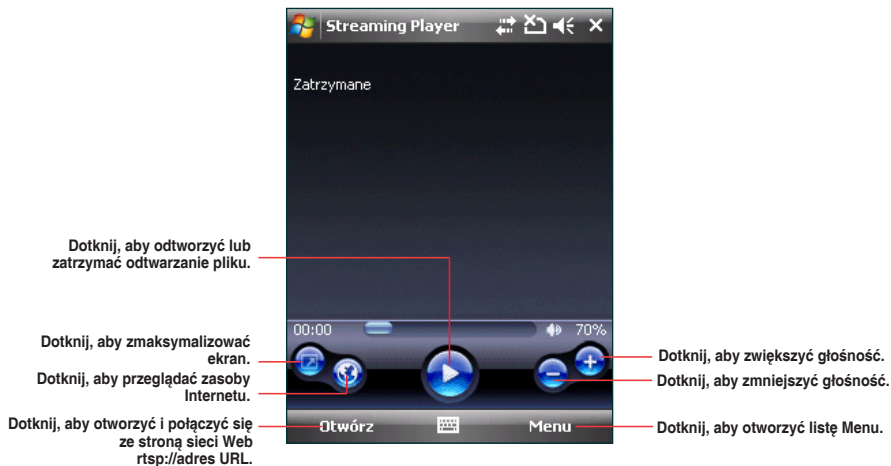 Streaming Player
Zatrzymane
Dotknij, aby odtworzyć lub
zatrzymać odtwarzanie pliku.
00:00
70%
Dotknij, aby zmaksymalizować
ekran.
Dotknij, aby przeglądać zasoby
Internetu.
Dotknij, aby zwiększyć głośność.
Dotknij, aby zmniejszyć głośność.
Dotknij, aby otworzyć i połączyć się
ze stroną sieci Web
rtsp://adres URL.
Otwórz
Menu
Dotknij, aby otworzyć listę Menu.